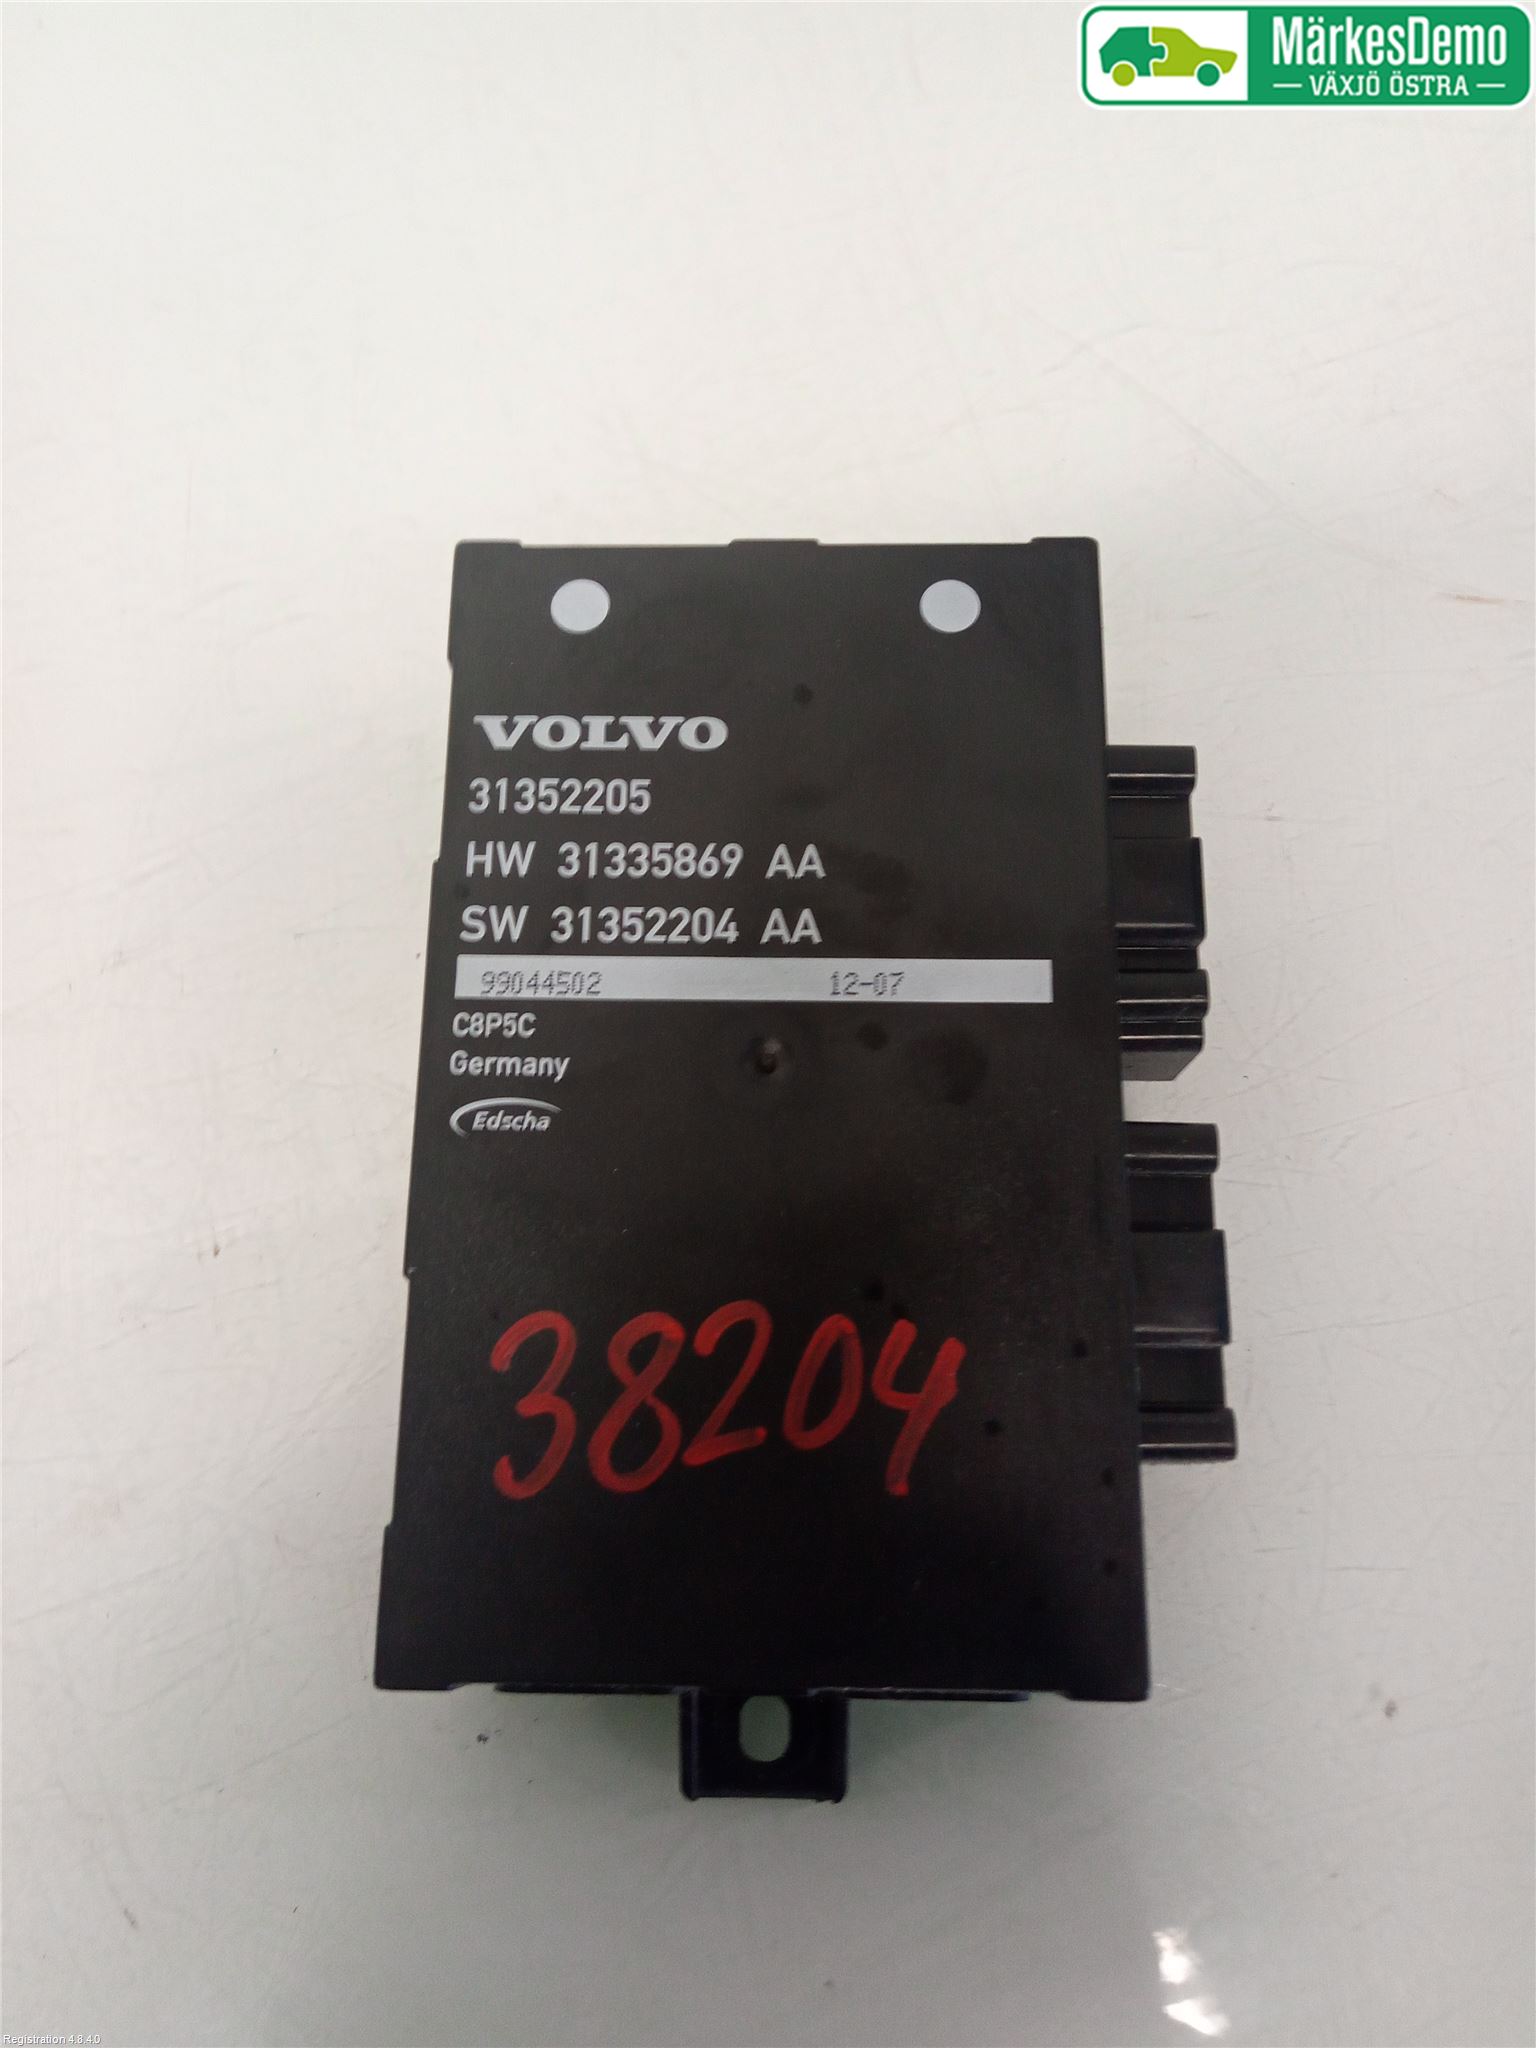 MärkesDemo
VÄXJÖ ÖSTRA
VOLVO
31352205
HW 31335869 AA
SW 31352204 AA
99044502 12-07
C8P5C
Germany
Edscha
38204
Registration 4.8.4.0